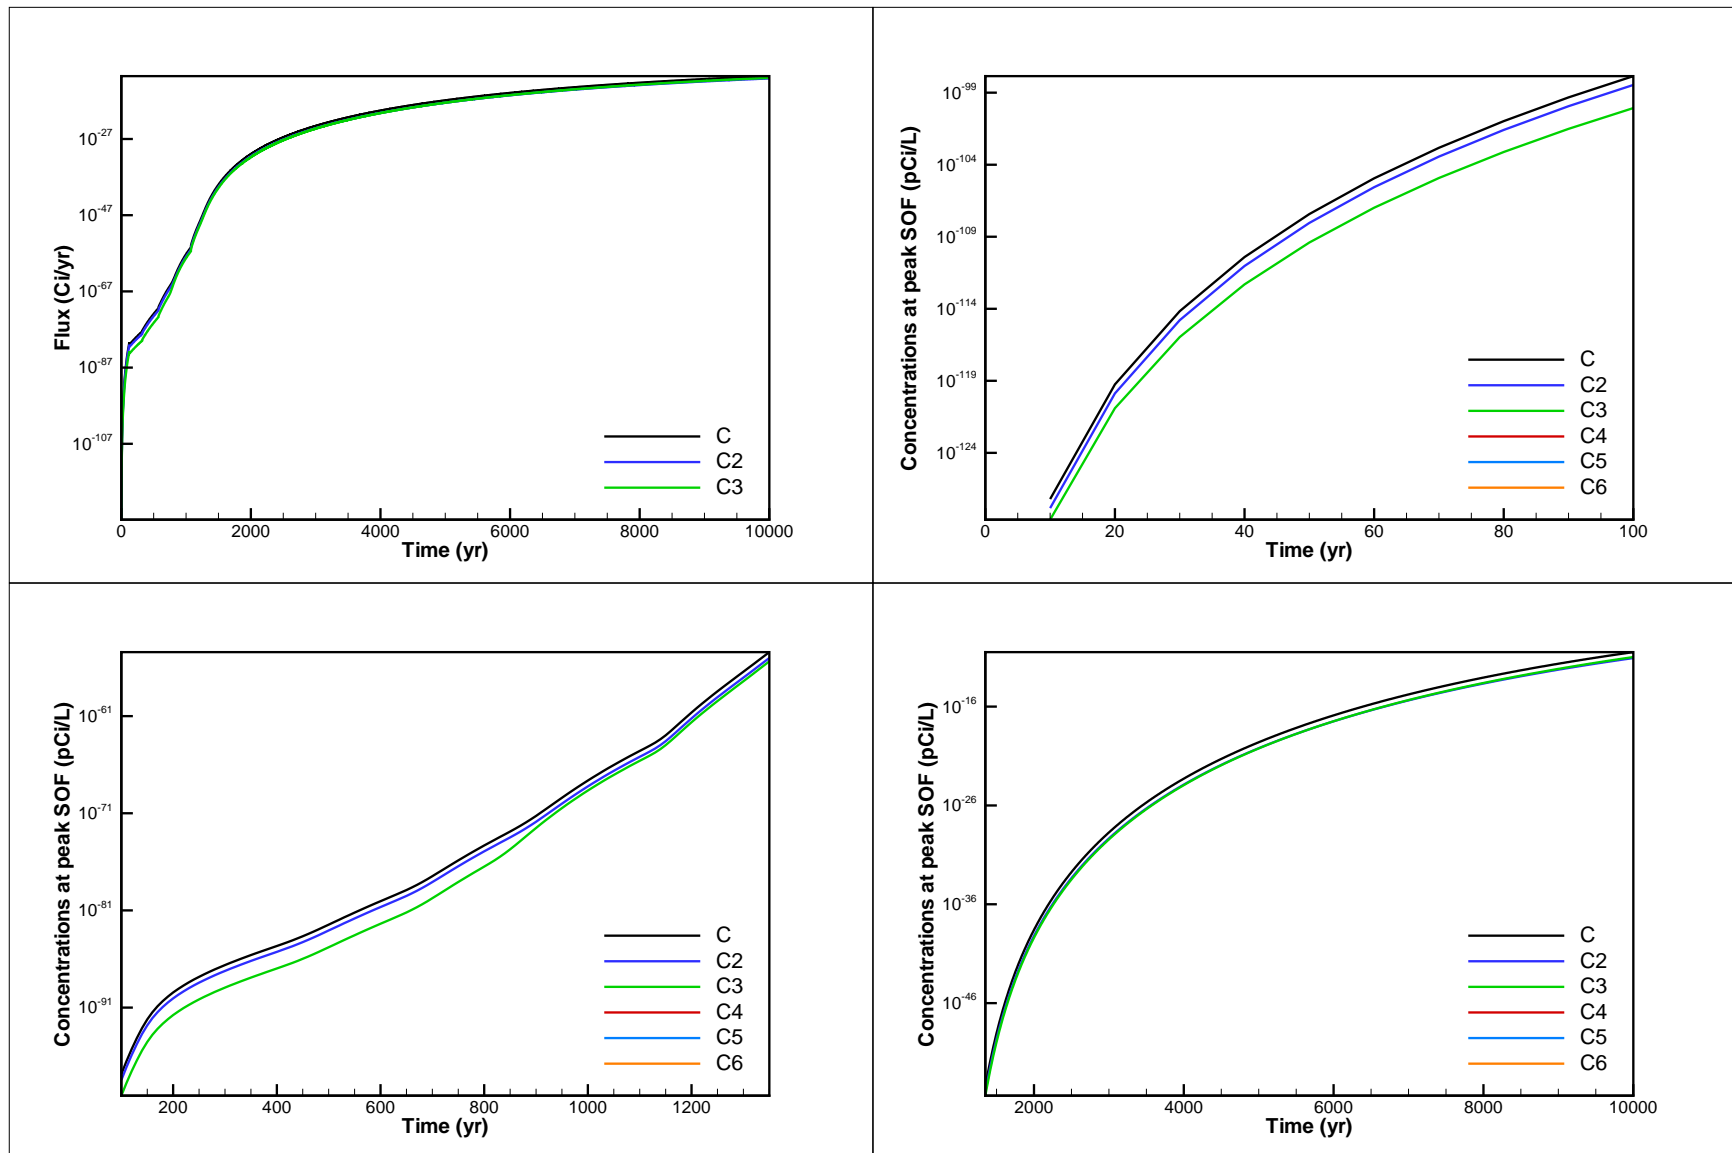 Flux (Ci/yr)
10^-27
10^-47
10^-67
10^-87
10^-107
C
C2
C3
0 2000 4000 6000 8000 10000
Time (yr)
Concentrations at peak SOF (pCi/L)
10^-99
10^-104
10^-109
10^-114
10^-119
10^-124
C
C2
C3
C4
C5
C6
0 20 40 60 80 100
Time (yr)
Concentrations at peak SOF (pCi/L)
10^-61
10^-71
10^-81
10^-91
C
C2
C3
C4
C5
C6
200 400 600 800 1000 1200
Time (yr)
Concentrations at peak SOF (pCi/L)
10^-16
10^-26
10^-36
10^-46
C
C2
C3
C4
C5
C6
2000 4000 6000 8000 10000
Time (yr)